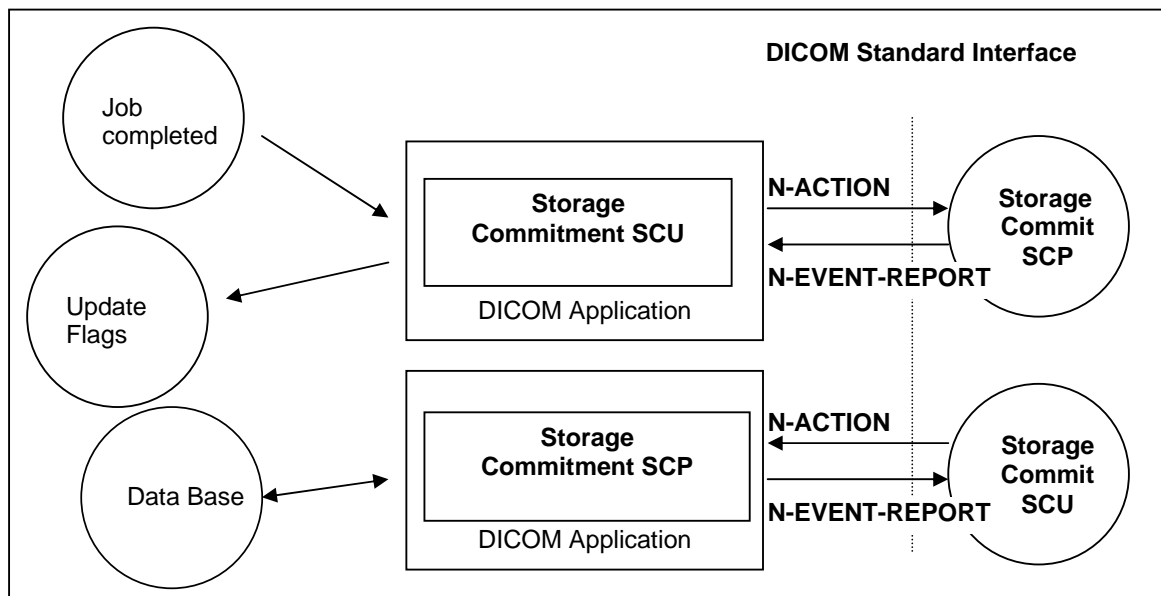 DICOM Standard Interface
Job
completed
Storage
Commitment SCU
DICOM Application
N-ACTION
N-EVENT-REPORT
Storage
Commit
SCP
Update
Flags
Data Base
Storage
Commitment SCP
DICOM Application
N-ACTION
N-EVENT-REPORT
Storage
Commit
SCU